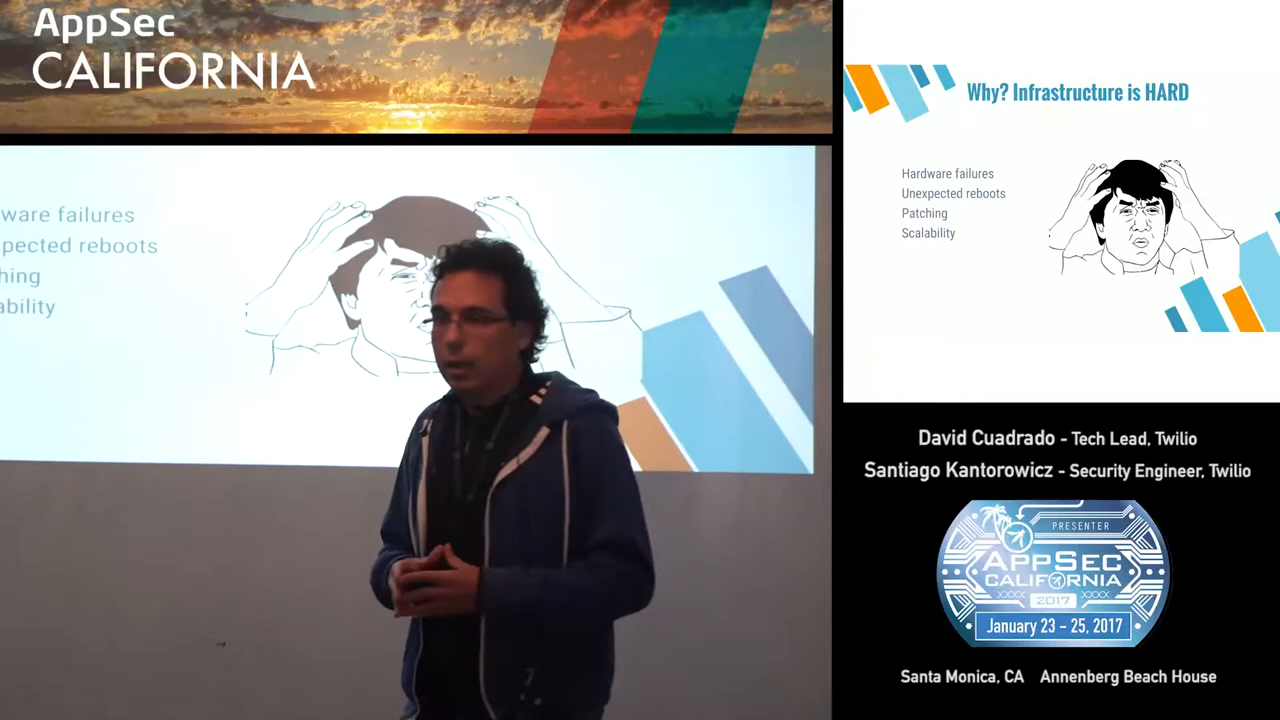 AppSec
CALIFORNIA
ware failures
pected reboots
hing
ability
Why? Infrastructure is HARD
Hardware failures
Unexpected reboots
Patching
Scalability
David Cuadrado - Tech Lead, Twilio
Santiago Kantorowicz - Security Engineer, Twilio
PRESENTER
APPSEC
CALIFORNIA
2017
January 23 - 25, 2017
Santa Monica, CA Annenberg Beach House